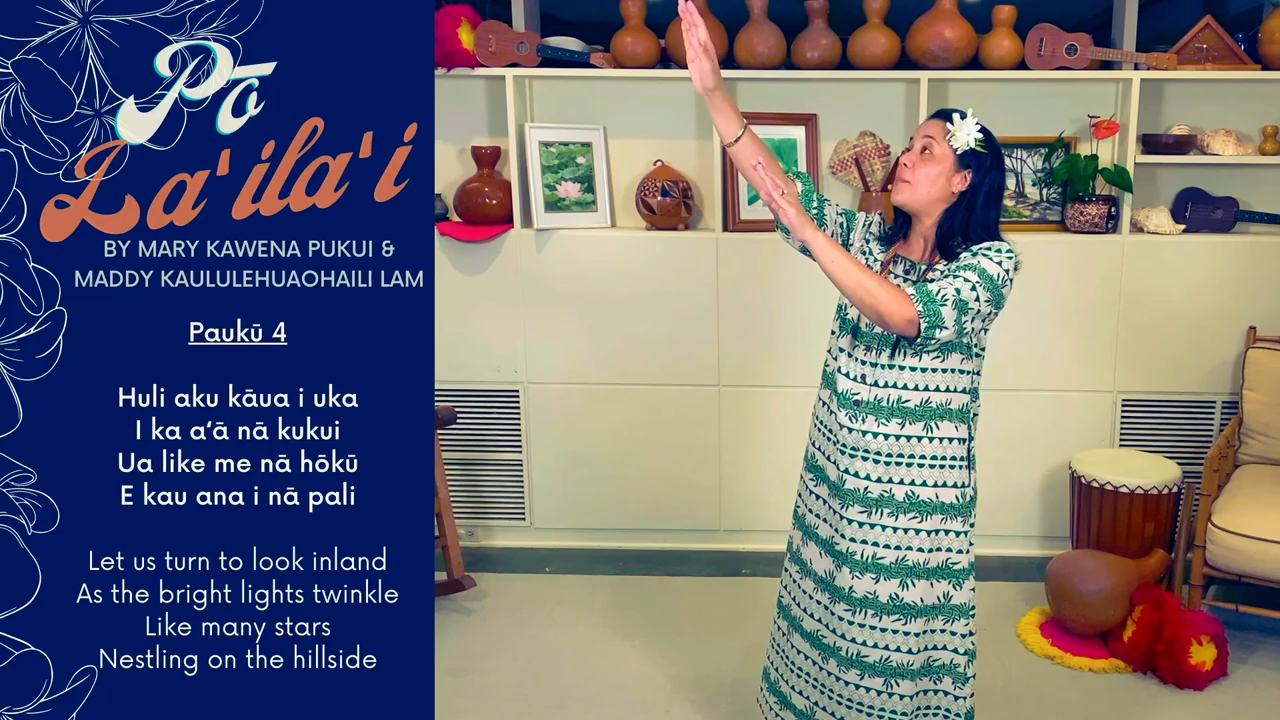 Pō
Laʻilaʻi
BY MARY KAWENA PUKUI &
MADDY KAULULEHUAOHAILI LAM
Paukū 4
Huli aku kāua i uka
I ka aʻā nā kukui
Ua like me nā hōkū
E kau ana i nā pali
Let us turn to look inland
As the bright lights twinkle
Like many stars
Nestling on the hillside